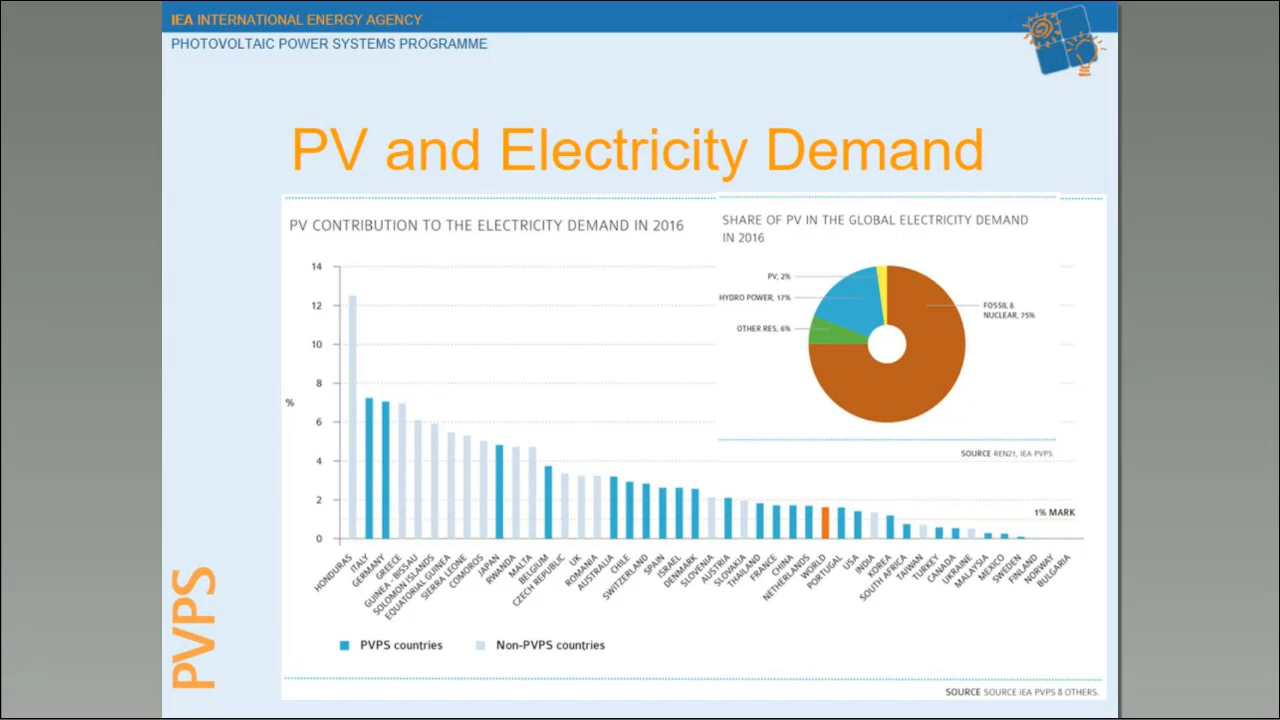 IEA INTERNATIONAL ENERGY AGENCY
PHOTOVOLTAIC POWER SYSTEMS PROGRAMME
PV and Electricity Demand
PV CONTRIBUTION TO THE ELECTRICITY DEMAND IN 2016
14
12
10
8
%
6
4
2
0
1% MARK
HONDURAS
ITALY
GERMANY
GREECE
GUINEA - BISSAU
SOLOMON ISLANDS
EQUATORIAL GUINEA
SIERRA LEONE
COMOROS
JAPAN
RWANDA
MALTA
BELGIUM
CZECH REPUBLIC
UK
ROMANIA
AUSTRALIA
CHILE
SWITZERLAND
SPAIN
ISRAEL
DENMARK
SLOVENIA
AUSTRIA
SLOVAKIA
THAILAND
FRANCE
CHINA
NETHERLANDS
WORLD
PORTUGAL
USA
INDIA
KOREA
SOUTH AFRICA
TAIWAN
TURKEY
CANADA
UKRAINE
MALAYSIA
MEXICO
SWEDEN
FINLAND
NORWAY
BULGARIA
PVPS countries
Non-PVPS countries
SHARE OF PV IN THE GLOBAL ELECTRICITY DEMAND
IN 2016
PV, 2%
HYDRO POWER, 17%
OTHER RES, 6%
FOSSIL &
NUCLEAR, 75%
SOURCE REN21, IEA PVPS
SOURCE SOURCE IEA PVPS & OTHERS.
PVPS